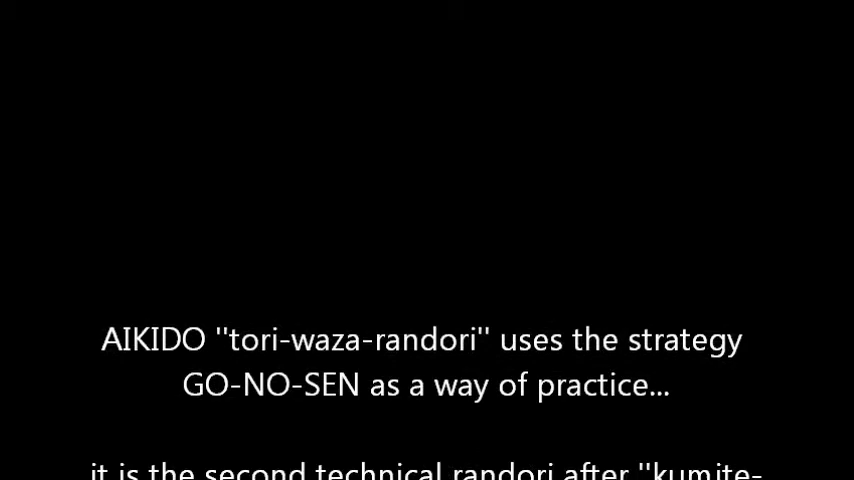 AIKIDO "tori-waza-randori" uses the strategy
GO-NO-SEN as a way of practice...
it is the second technical randori after "kumite-